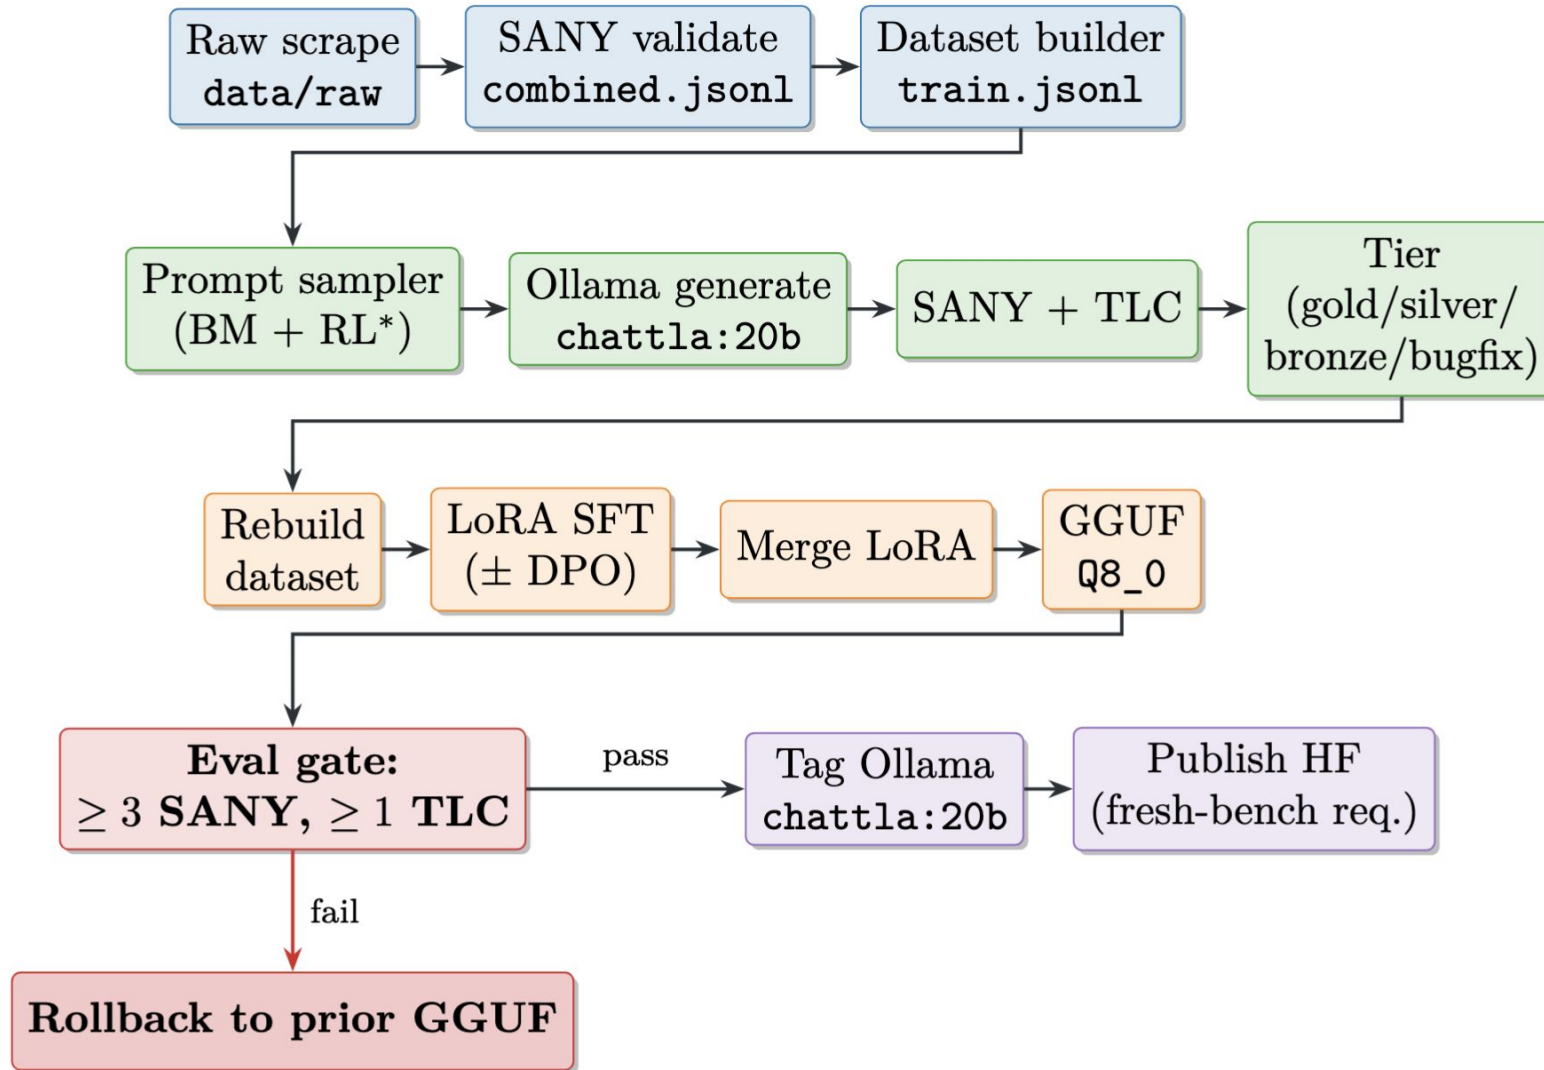 Raw scrape
data/raw
SANY validate
combined.jsonl
Dataset builder
train.jsonl
Prompt sampler
(BM + RL*)
Ollama generate
chattla:20b
SANY + TLC
Tier
(gold/silver/
bronze/bugfix)
Rebuild
dataset
LoRA SFT
(± DPO)
Merge LoRA
GGUF
Q8_0
Eval gate:
≥ 3 SANY, ≥ 1 TLC
pass
Tag Ollama
chattla:20b
Publish HF
(fresh-bench req.)
fail
Rollback to prior GGUF